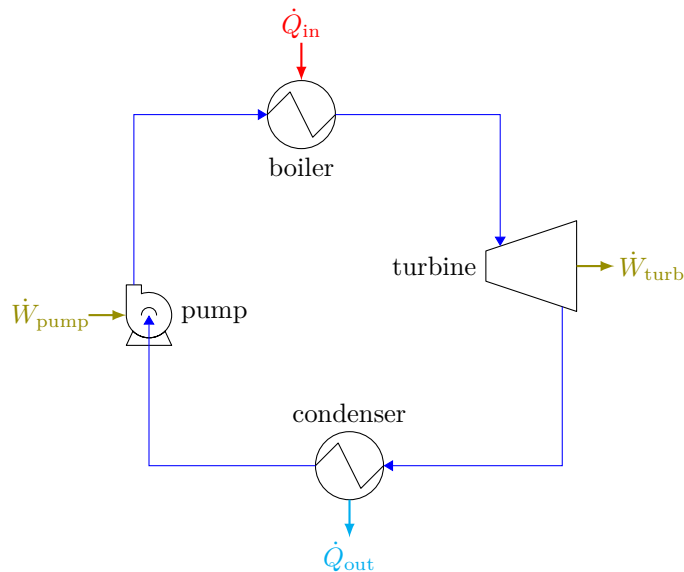 Q̇in
boiler
turbine
Ẇturb
Ẇpump
pump
condenser
Q̇out